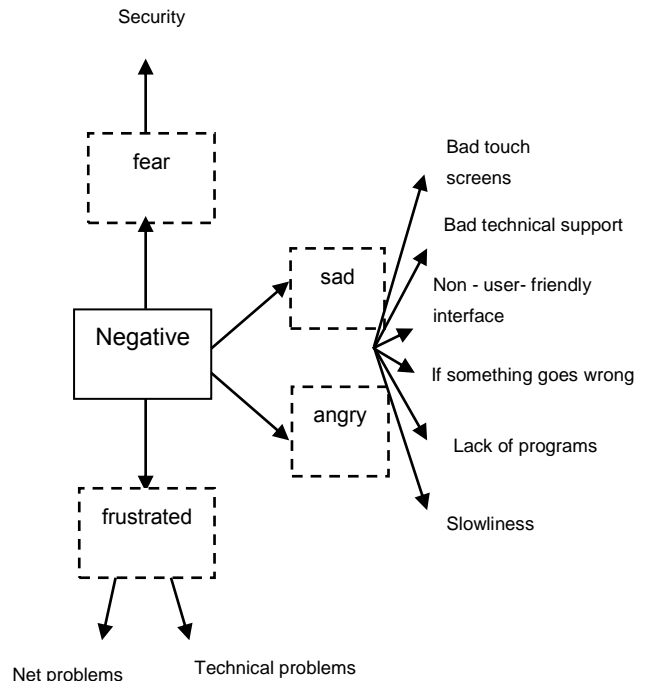 Security
fear
Bad touch
screens
Bad technical support
sad
Non - user- friendly
interface
Negative
If something goes wrong
angry
Lack of programs
frustrated
Slowliness
Net problems
Technical problems